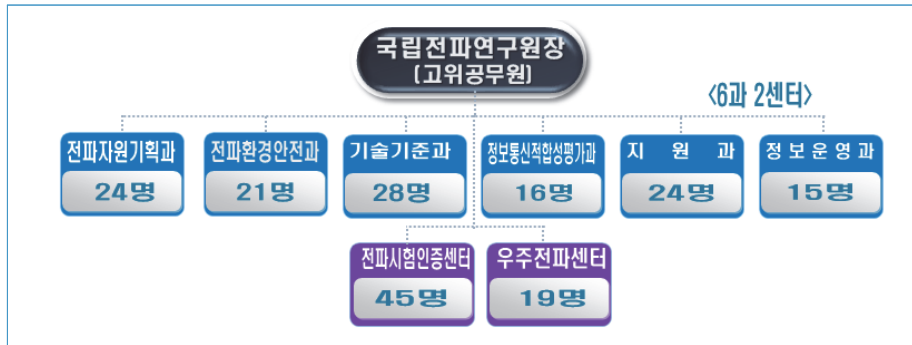 국립전파연구원장
(고위공무원)
<6과 2센터>
전파자원기획과
24명
전파환경안전과
21명
기술기준과
28명
정보통신적합성평가과
16명
지 원 과
24명
정보운영과
15명
전파시험인증센터
45명
우주전파센터
19명